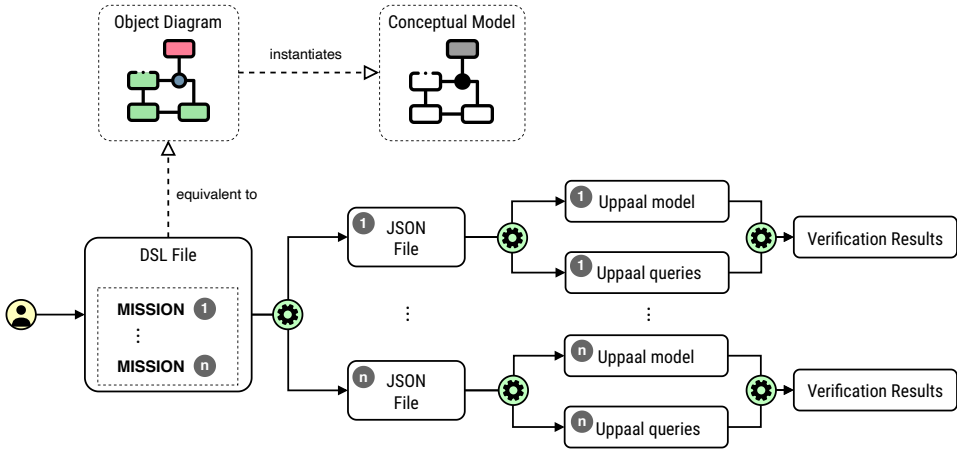 Object Diagram
Conceptual Model
instantiates
equivalent to
DSL File
MISSION 1
⋮
MISSION n
1 JSON
File
1 Uppaal model
1 Uppaal queries
Verification Results
⋮
⋮
n JSON
File
n Uppaal model
n Uppaal queries
Verification Results